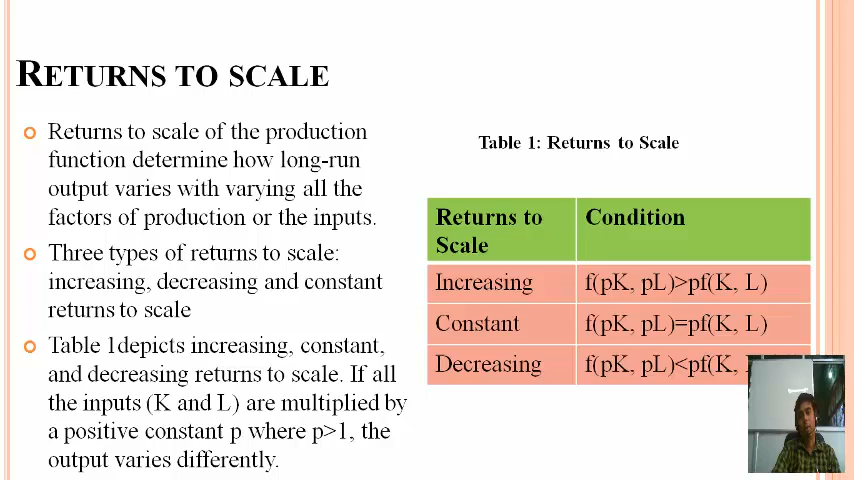 RETURNS TO SCALE
Returns to scale of the production
function determine how long-run
output varies with varying all the
factors of production or the inputs.
Three types of returns to scale:
increasing, decreasing and constant
returns to scale
Table 1depicts increasing, constant,
and decreasing returns to scale. If all
the inputs (K and L) are multiplied by
a positive constant p where p>1, the
output varies differently.
Table 1: Returns to Scale
Returns to Scale
Condition
Increasing
f(pK, pL)>pf(K, L)
Constant
f(pK, pL)=pf(K, L)
Decreasing
f(pK, pL)<pf(K,